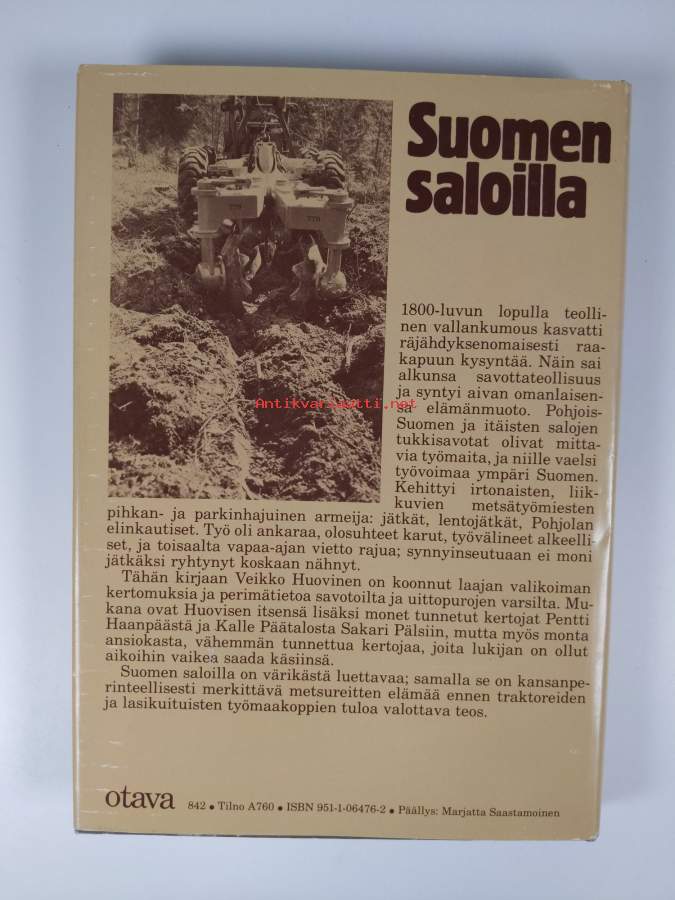 Suomen
saloilla
1800-luvun lopulla teolli-
nen vallankumous kasvatti
räjähdyksenomaisesti raa-
kapuun kysyntää. Näin sai
alkunsa savottateollisuus
ja syntyi aivan omanlaisen-
sa elämänmuoto. Pohjois-
Suomen ja itäisten salojen
tukkisavotat olivat mitta-
via työmaita, ja niille vaelsi
työvoimaa ympäri Suomen.
Kehittyi irtonaisten, liik-
kuvien metsätyömiesten
pihkan- ja parkinhajuinen armeija: jätkät, lentojätkät, Pohjolan
elinkautiset. Työ oli ankaraa, olosuhteet karut, työvälineet alkeelli-
set, ja toisaalta vapaa-ajan vietto rajua; synnyinseutuaan ei moni
jätkäksi ryhtynyt koskaan nähnyt.
Tähän kirjaan Veikko Huovinen on koonnut laajan valikoiman
kertomuksia ja perimätietoa savotoilta ja uittopurojen varsilta. Mu-
kana ovat Huovisen itsensä lisäksi monet tunnetut kertojat Pentti
Haanpäästä ja Kalle Päätalosta Sakari Pälsiin, mutta myös monta
ansiokasta, vähemmän tunnettua kertojaa, joita lukijan on ollut
aikoihin vaikea saada käsiinsä.
Suomen saloilla on värikästä luettavaa; samalla se on kansanpe-
rinteellisesti merkittävä metsureitten elämää ennen traktoreiden
ja lasikuituisten työmaakoppien tuloa valottava teos.
otava 842 • Tilno A760 • ISBN 951-1-06476-2 • Päällys: Marjatta Saastamoinen
Antikvariaatti.net